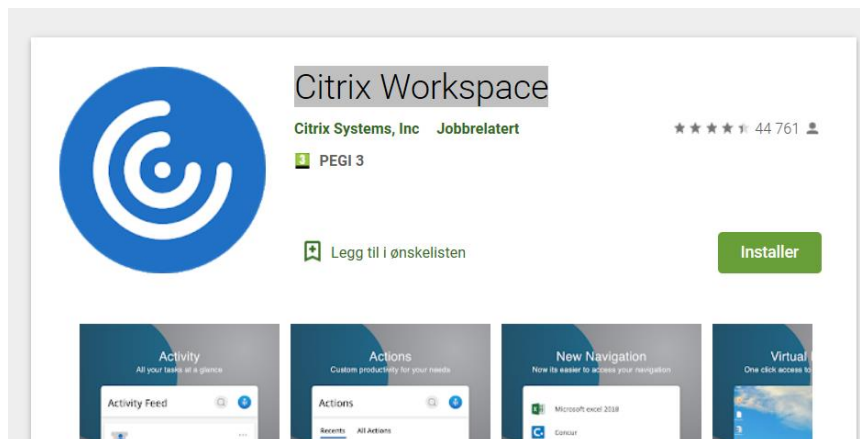 Citrix Workspace
Citrix Systems, Inc Jobbrelatert
44 761
3 PEGI 3
Legg til i ønskelisten
Installer
Activity
All your tasks at a glance
Activity Feed
Actions
Custom productivity for your needs
Actions
Recents All Actions
New Navigation
Now its easier to access your navigation
Microsoft excel 2018
Concur
Virtual
One click access to